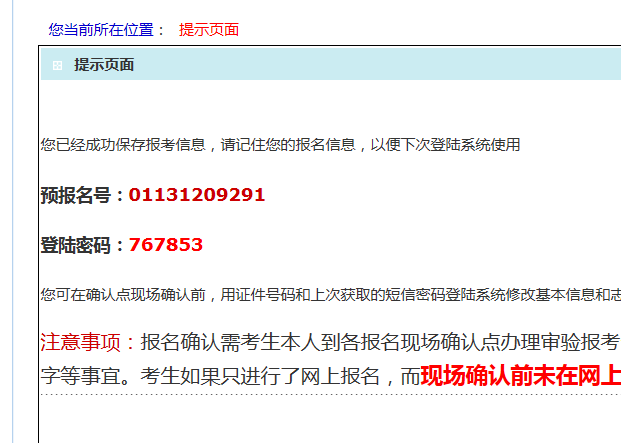 您当前所在位置： 提示页面
提示页面
您已经成功保存报考信息，请记住您的报名信息，以便下次登陆系统使用
预报名号：01131209291
登陆密码：767853
您可在确认点现场确认前，用证件号码和上次获取的短信密码登陆系统修改基本信息和志
注意事项：报名确认需考生本人到各报名现场确认点办理审验报考
字等事宜。考生如果只进行了网上报名，而现场确认前未在网上